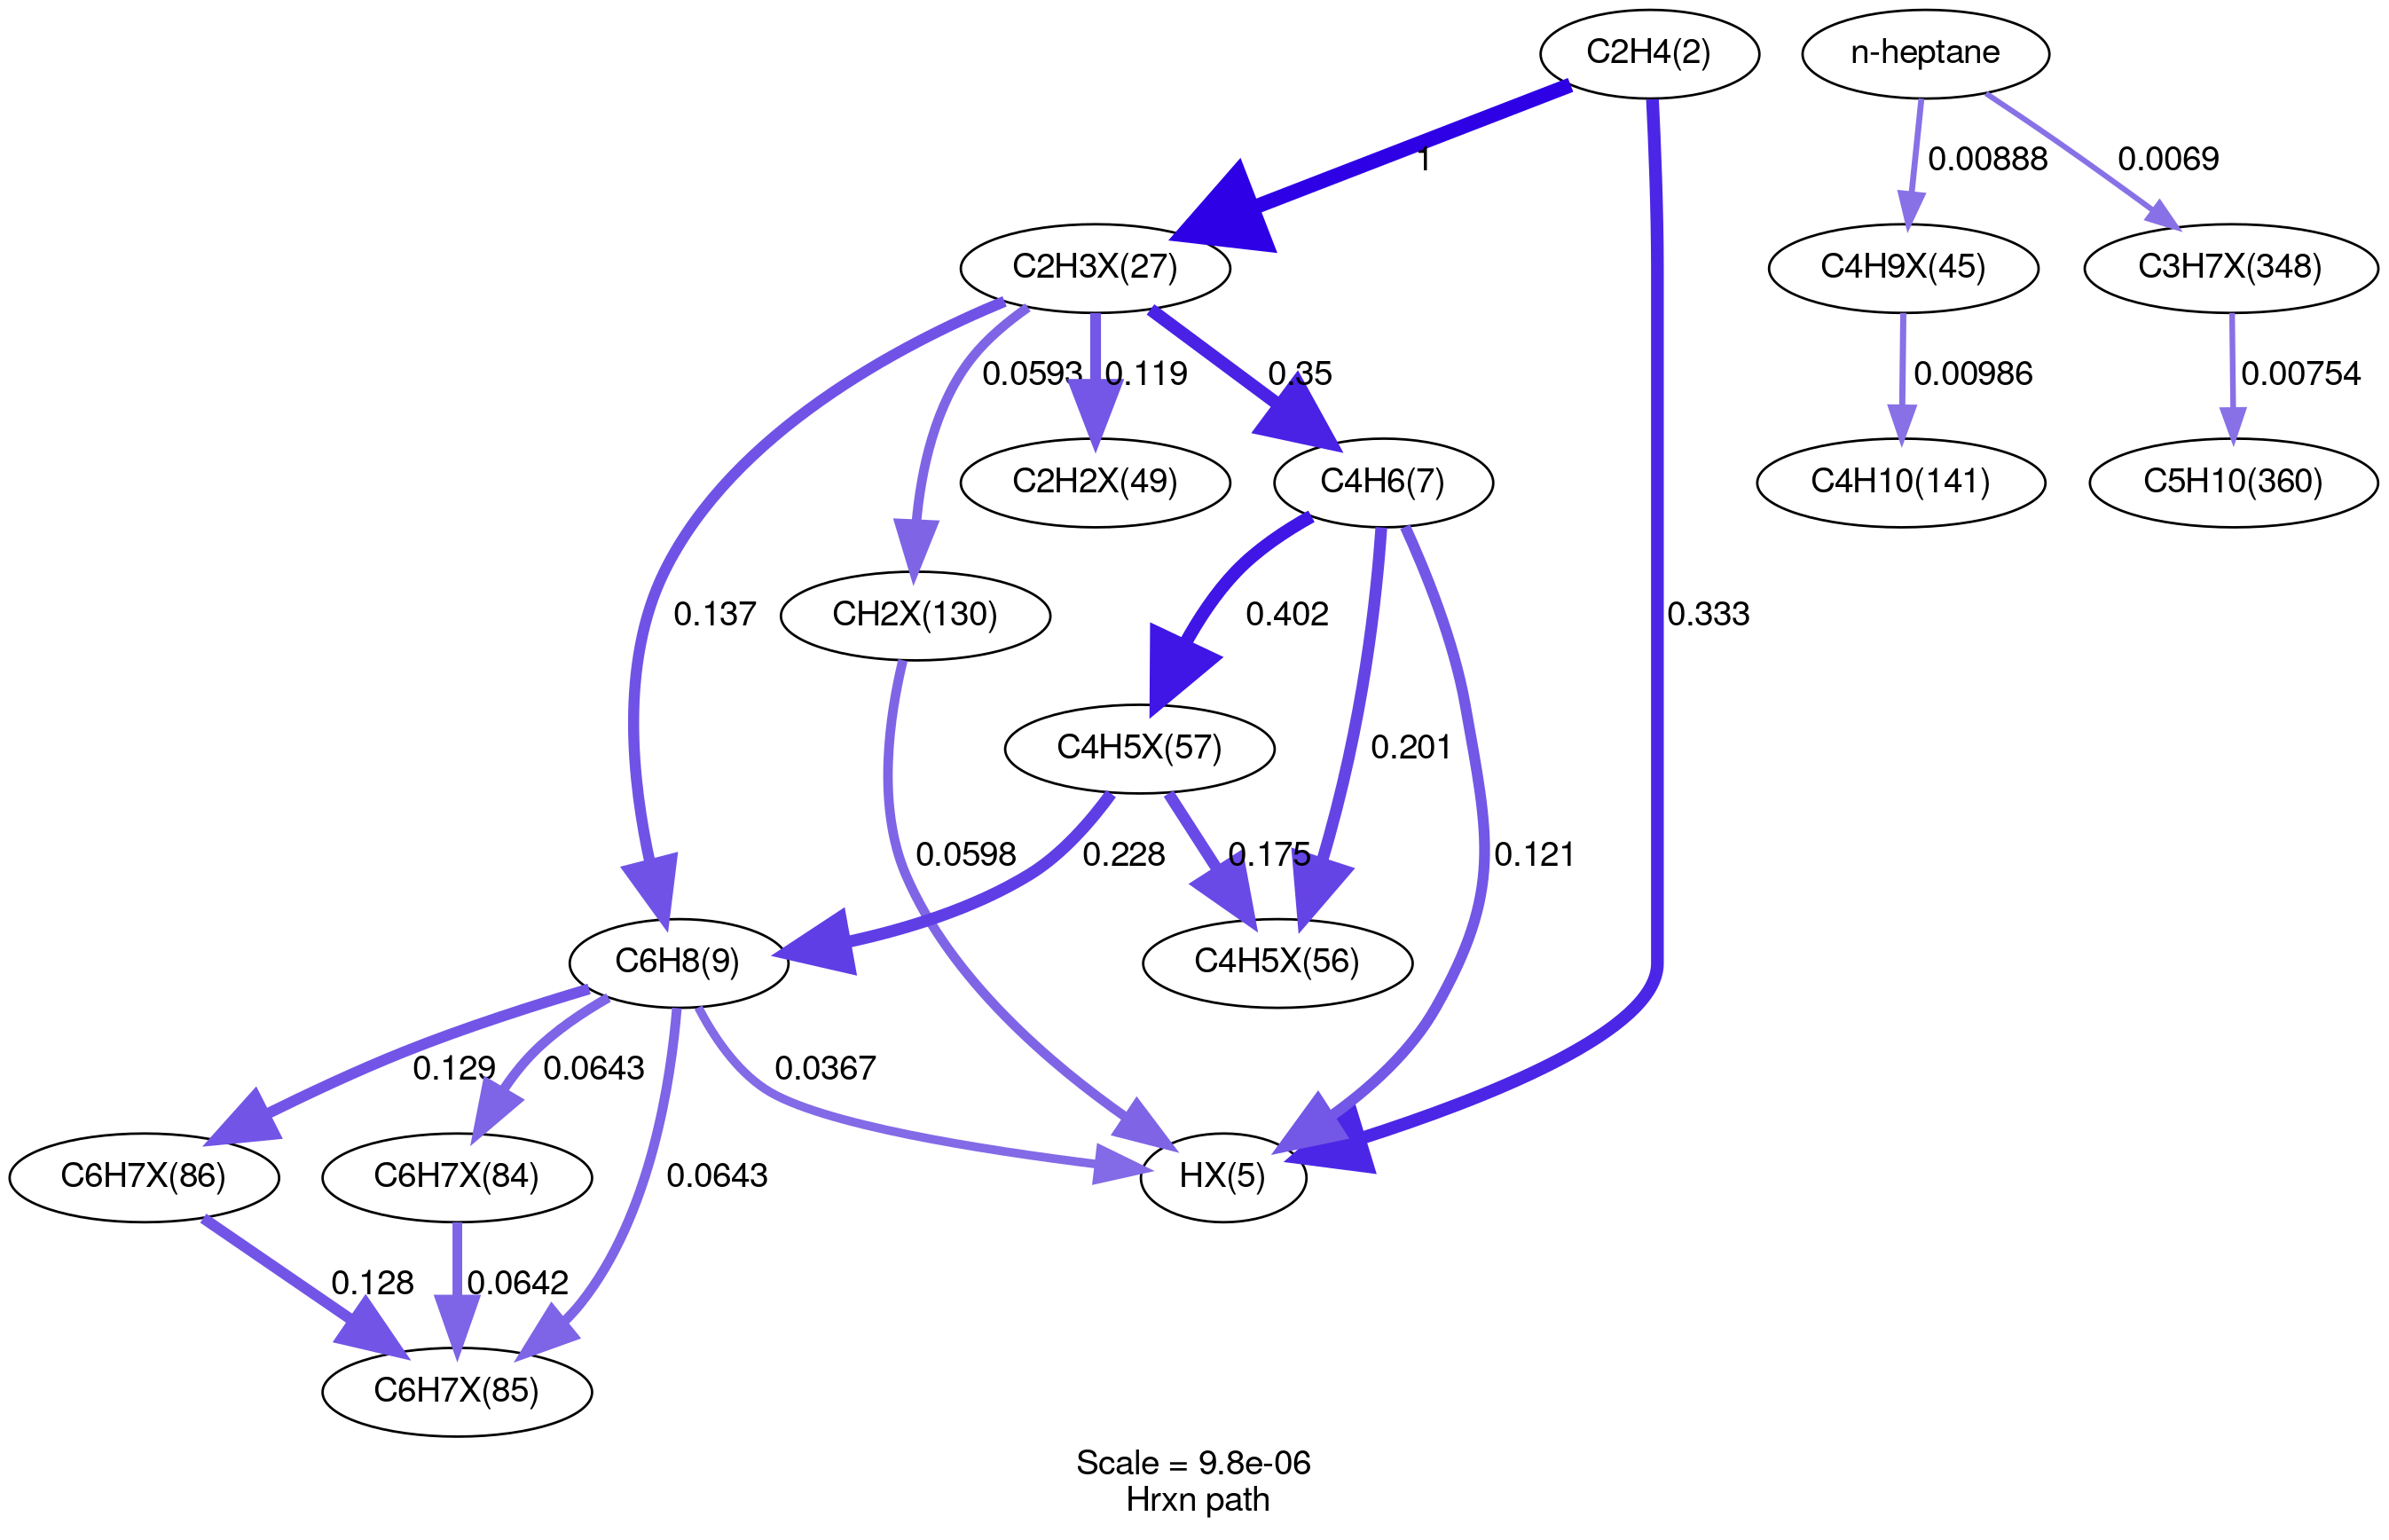 C2H4(2)
n-heptane
1
0.00888
0.0069
C2H3X(27)
C4H9X(45)
C3H7X(348)
0.0593
0.119
0.35
0.00986
0.00754
C2H2X(49)
C4H6(7)
C4H10(141)
C5H10(360)
0.137
CH2X(130)
0.402
0.333
C4H5X(57)
0.201
0.0598
0.228
0.175
0.121
C6H8(9)
C4H5X(56)
0.129
0.0643
0.0367
C6H7X(86)
C6H7X(84)
0.0643
HX(5)
0.128
0.0642
C6H7X(85)
Scale = 9.8e-06
Hrxn path